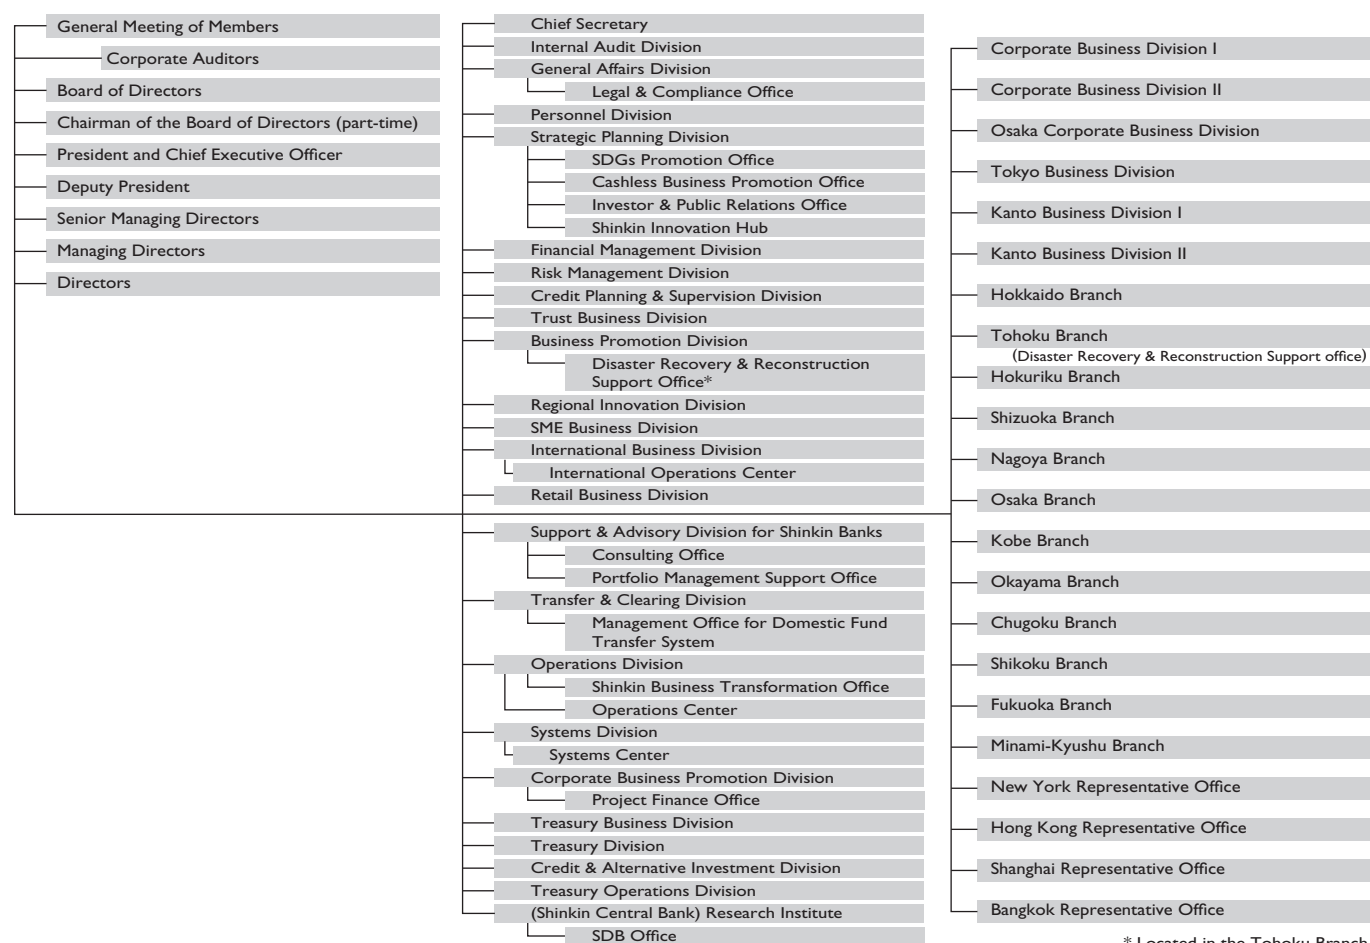 General Meeting of Members
Corporate Auditors
Board of Directors
Chairman of the Board of Directors (part-time)
President and Chief Executive Officer
Deputy President
Senior Managing Directors
Managing Directors
Directors
Chief Secretary
Internal Audit Division
General Affairs Division
Legal & Compliance Office
Personnel Division
Strategic Planning Division
SDGs Promotion Office
Cashless Business Promotion Office
Investor & Public Relations Office
Shinkin Innovation Hub
Financial Management Division
Risk Management Division
Credit Planning & Supervision Division
Trust Business Division
Business Promotion Division
Disaster Recovery & Reconstruction
Support Office*
Regional Innovation Division
SME Business Division
International Business Division
International Operations Center
Retail Business Division
Support & Advisory Division for Shinkin Banks
Consulting Office
Portfolio Management Support Office
Transfer & Clearing Division
Management Office for Domestic Fund
Transfer System
Operations Division
Shinkin Business Transformation Office
Operations Center
Systems Division
Systems Center
Corporate Business Promotion Division
Project Finance Office
Treasury Business Division
Treasury Division
Credit & Alternative Investment Division
Treasury Operations Division
(Shinkin Central Bank) Research Institute
SDB Office
Corporate Business Division I
Corporate Business Division II
Osaka Corporate Business Division
Tokyo Business Division
Kanto Business Division I
Kanto Business Division II
Hokkaido Branch
Tohoku Branch
(Disaster Recovery & Reconstruction Support office)
Hokuriku Branch
Shizuoka Branch
Nagoya Branch
Osaka Branch
Kobe Branch
Okayama Branch
Chugoku Branch
Shikoku Branch
Fukuoka Branch
Minami-Kyushu Branch
New York Representative Office
Hong Kong Representative Office
Shanghai Representative Office
Bangkok Representative Office
* Located in the Tohoku Branch